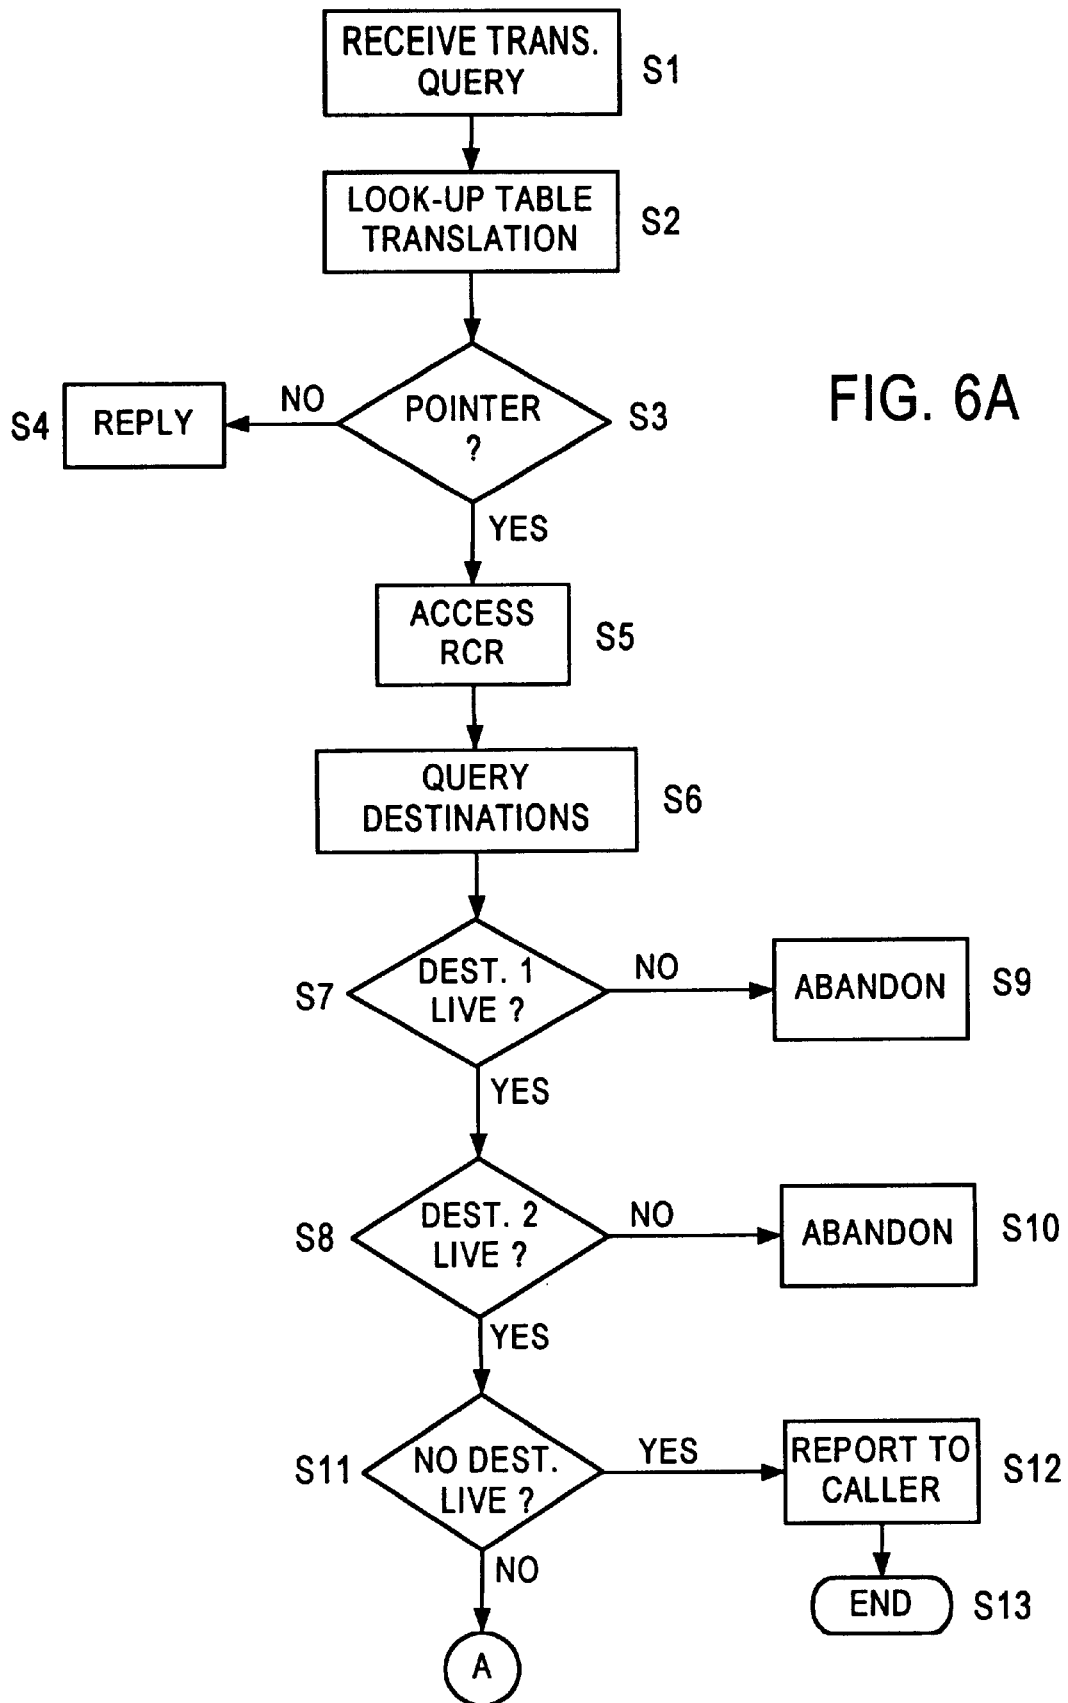 RECEIVE TRANS.
QUERY
S1
LOOK-UP TABLE
TRANSLATION
S2
FIG. 6A
S4
REPLY
NO
POINTER
?
S3
YES
ACCESS
RCR
S5
QUERY
DESTINATIONS
S6
S7
DEST. 1
LIVE ?
NO
ABANDON
S9
YES
S8
DEST. 2
LIVE ?
NO
ABANDON
S10
YES
S11
NO DEST.
LIVE ?
YES
REPORT TO
CALLER
S12
NO
END
S13
A